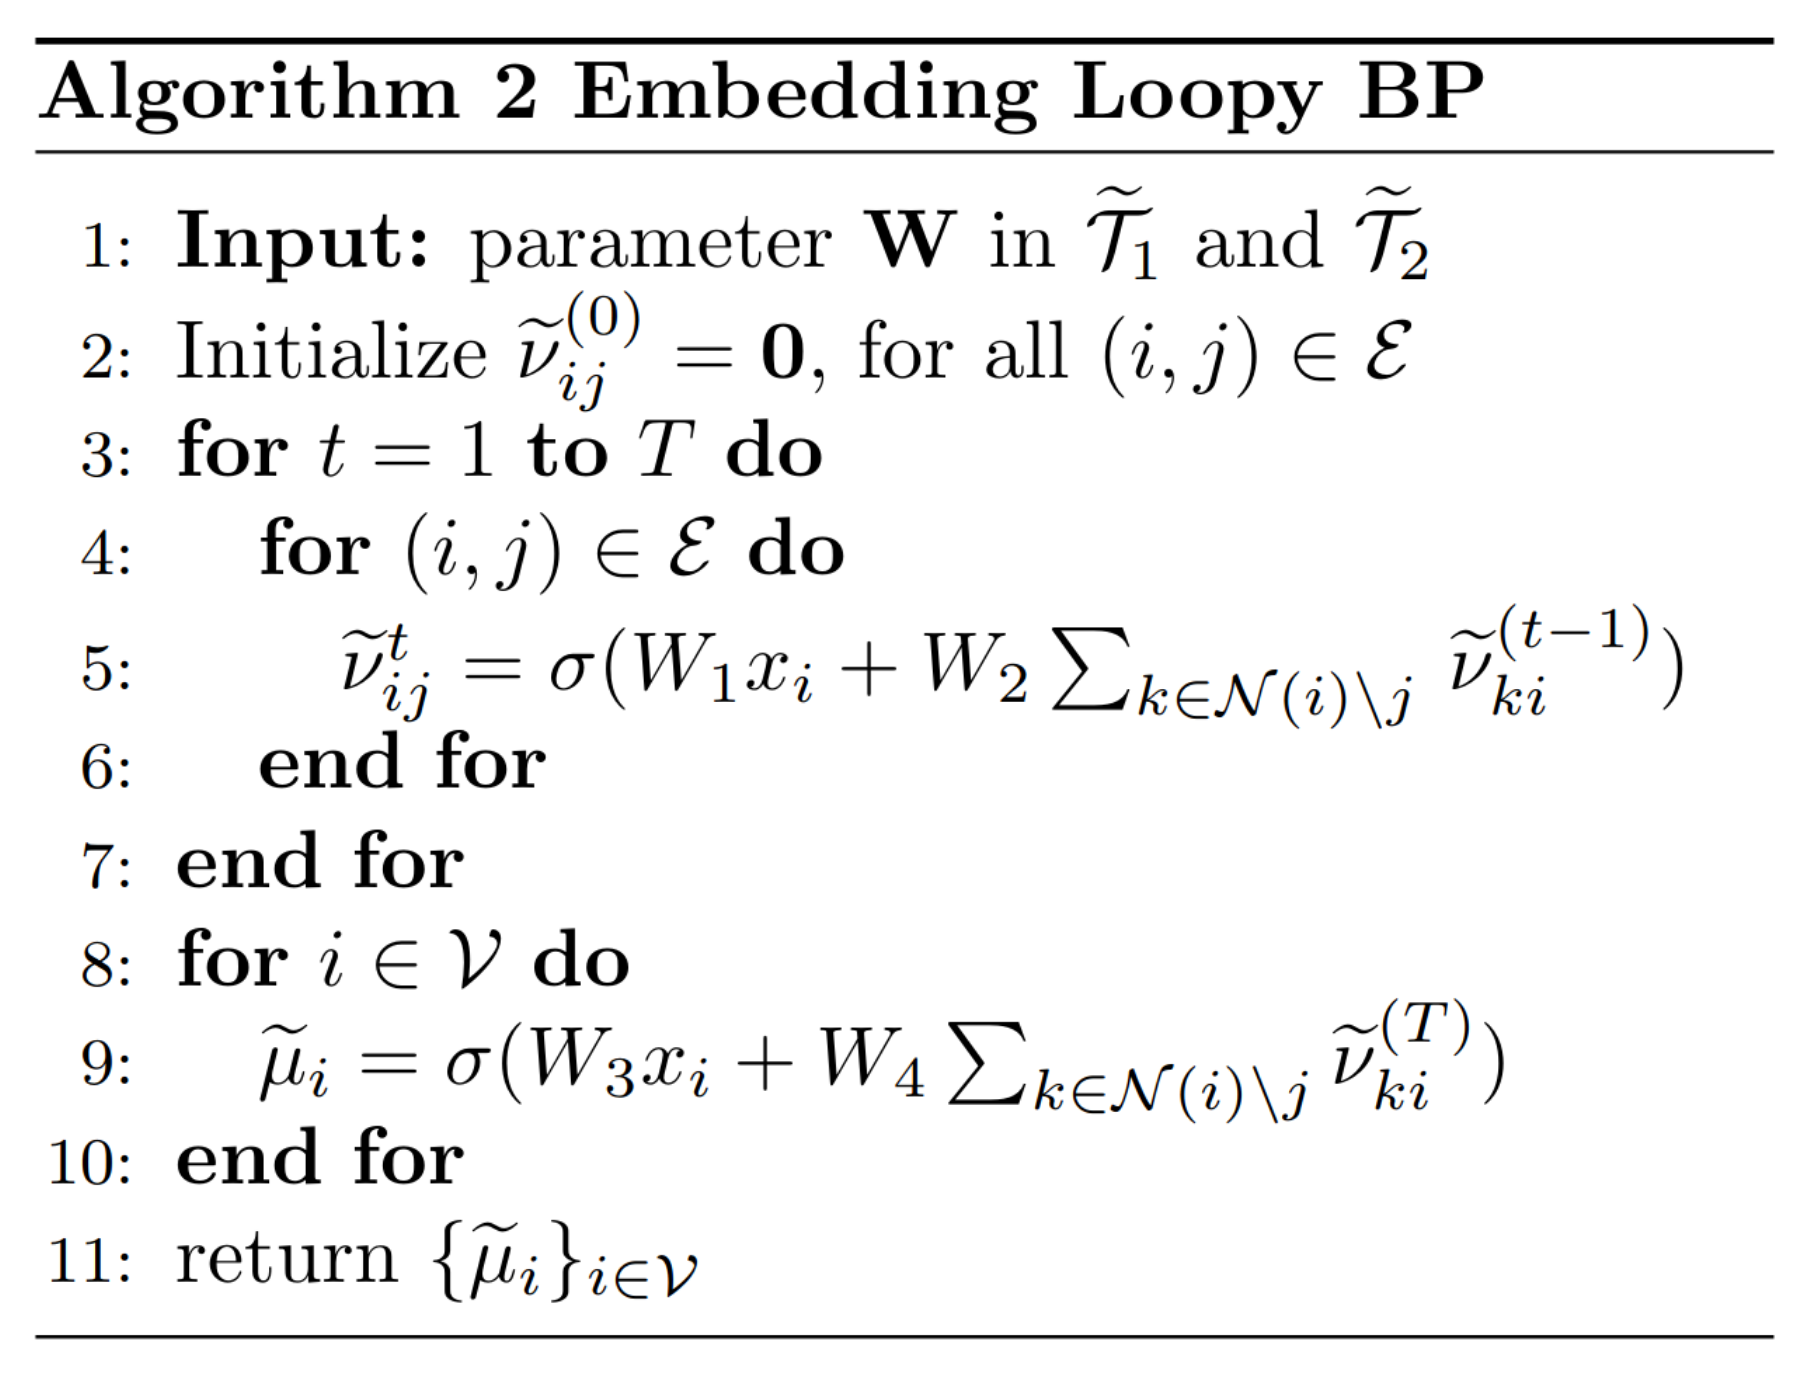 Algorithm 2 Embedding Loopy BP
1: Input: parameter $\mathbf{W}$ in $\widetilde{\mathcal{T}}_1$ and $\widetilde{\mathcal{T}}_2$
2: Initialize $\widetilde{\nu}_{ij}^{(0)} = \mathbf{0}$, for all $(i, j) \in \mathcal{E}$
3: for $t = 1$ to $T$ do
4: for $(i, j) \in \mathcal{E}$ do
5: $\widetilde{\nu}_{ij}^{t} = \sigma(W_1 x_i + W_2 \sum_{k \in \mathcal{N}(i) \backslash j} \widetilde{\nu}_{ki}^{(t-1)})$
6: end for
7: end for
8: for $i \in \mathcal{V}$ do
9: $\widetilde{\mu}_i = \sigma(W_3 x_i + W_4 \sum_{k \in \mathcal{N}(i) \backslash j} \widetilde{\nu}_{ki}^{(T)})$
10: end for
11: return $\{\widetilde{\mu}_i\}_{i \in \mathcal{V}}$